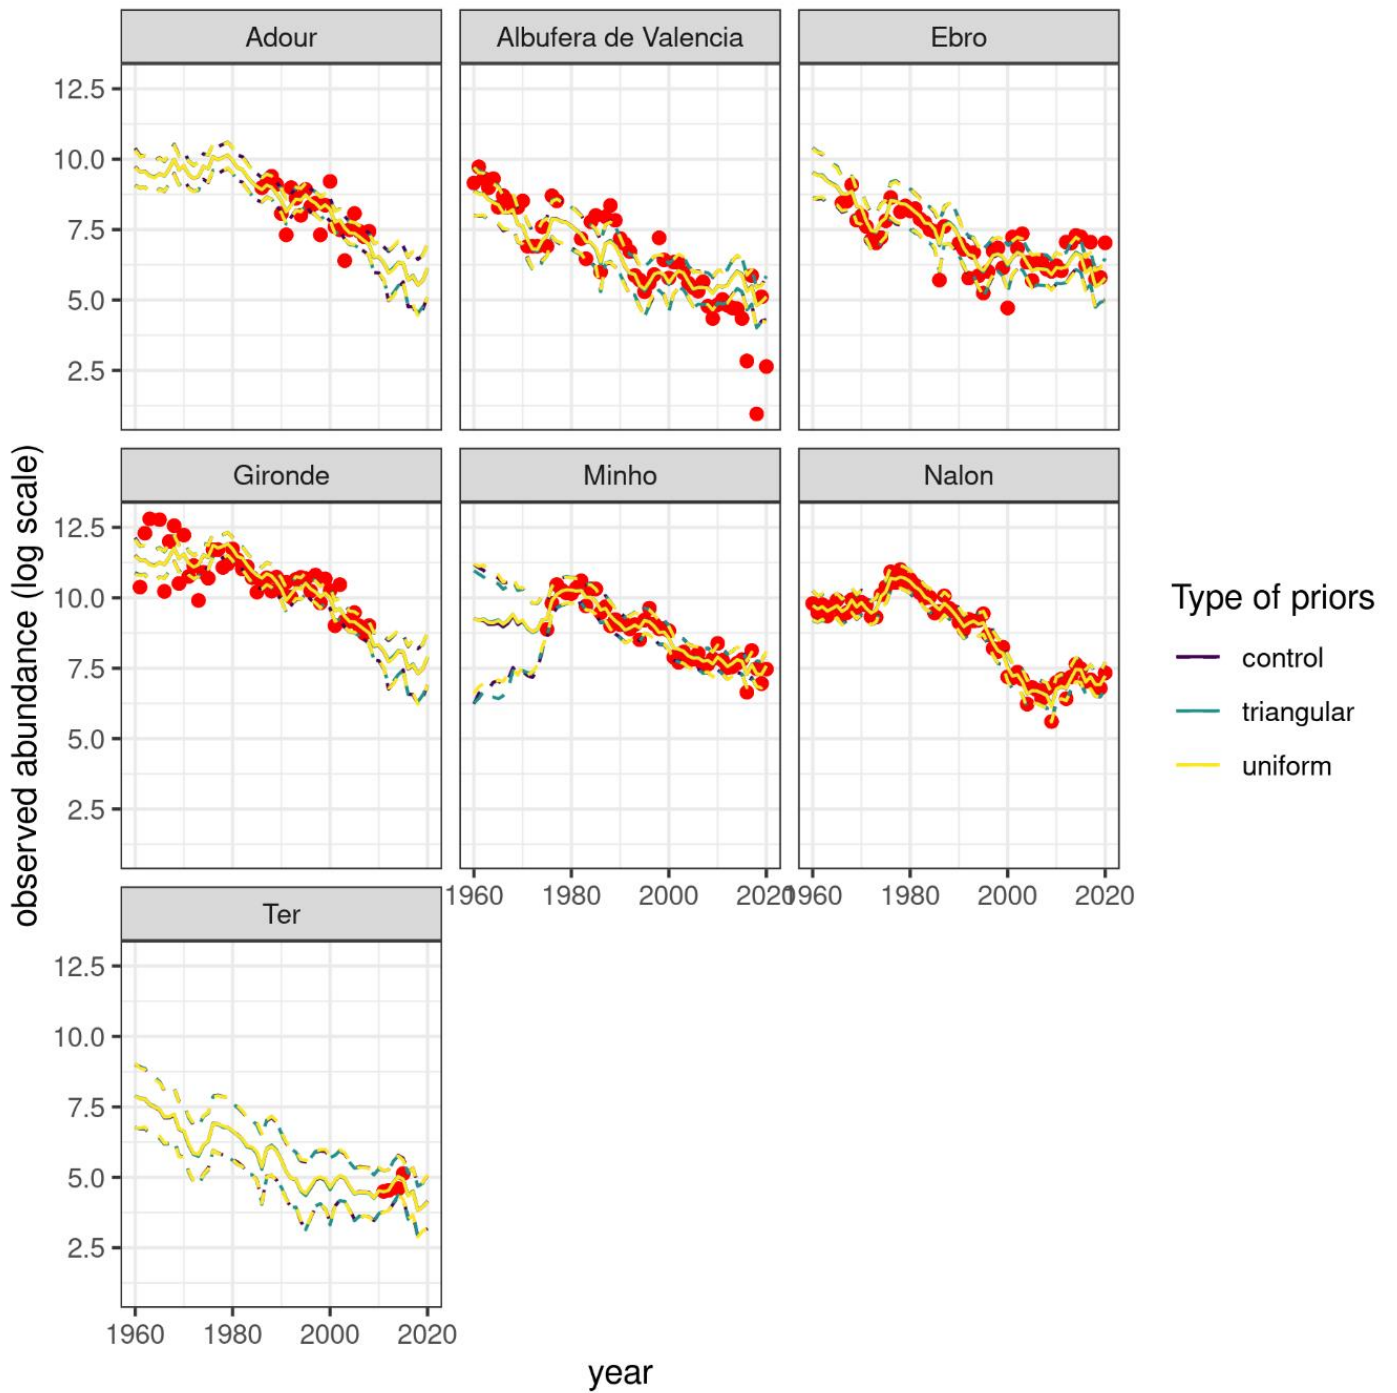 Adour
Albufera de Valencia
Ebro
12.5
10.0
7.5
5.0
2.5
Gironde
Minho
Nalon
12.5
10.0
7.5
5.0
2.5
1960 1980 2000 2020
1960 1980 2000 2020
Ter
12.5
10.0
7.5
5.0
2.5
1960 1980 2000 2020
year
observed abundance (log scale)
Type of priors
control
triangular
uniform